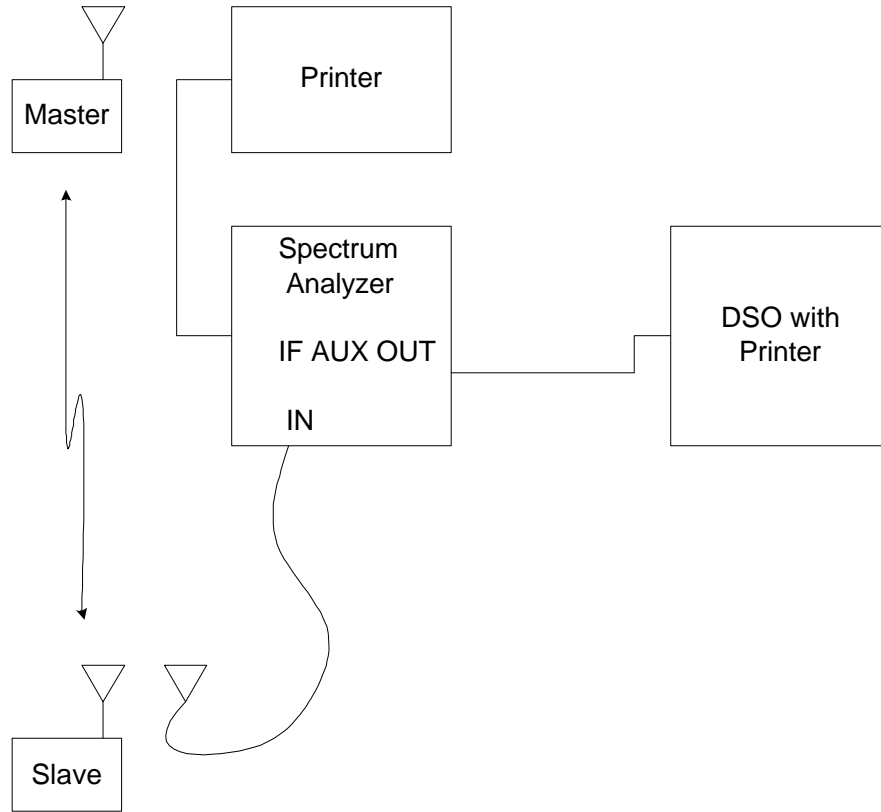 Master
Printer
Spectrum
Analyzer
IF AUX OUT
IN
DSO with
Printer
Slave